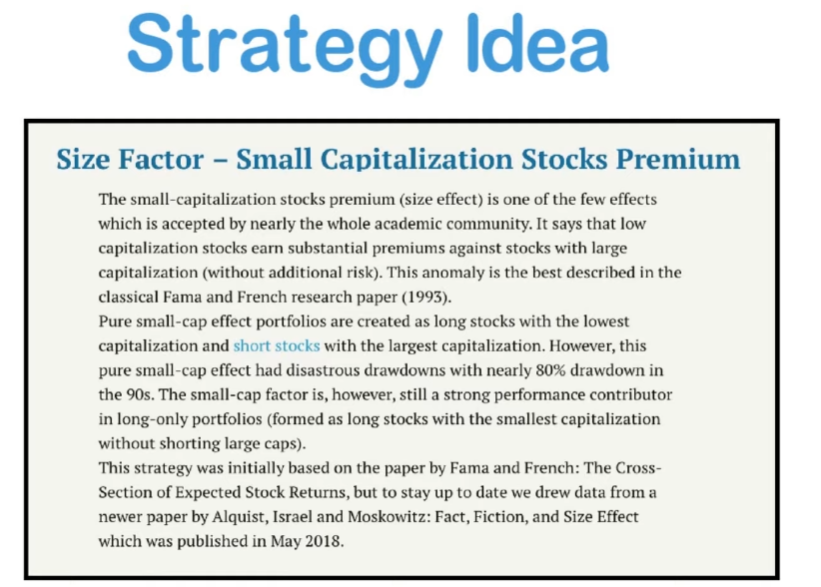 Strategy Idea
Size Factor – Small Capitalization Stocks Premium
The small-capitalization stocks premium (size effect) is one of the few effects
which is accepted by nearly the whole academic community. It says that low
capitalization stocks earn substantial premiums against stocks with large
capitalization (without additional risk). This anomaly is the best described in the
classical Fama and French research paper (1993).
Pure small-cap effect portfolios are created as long stocks with the lowest
capitalization and short stocks with the largest capitalization. However, this
pure small-cap effect had disastrous drawdowns with nearly 80% drawdown in
the 90s. The small-cap factor is, however, still a strong performance contributor
in long-only portfolios (formed as long stocks with the smallest capitalization
without shorting large caps).
This strategy was initially based on the paper by Fama and French: The Cross-
Section of Expected Stock Returns, but to stay up to date we drew data from a
newer paper by Alquist, Israel and Moskowitz: Fact, Fiction, and Size Effect
which was published in May 2018.